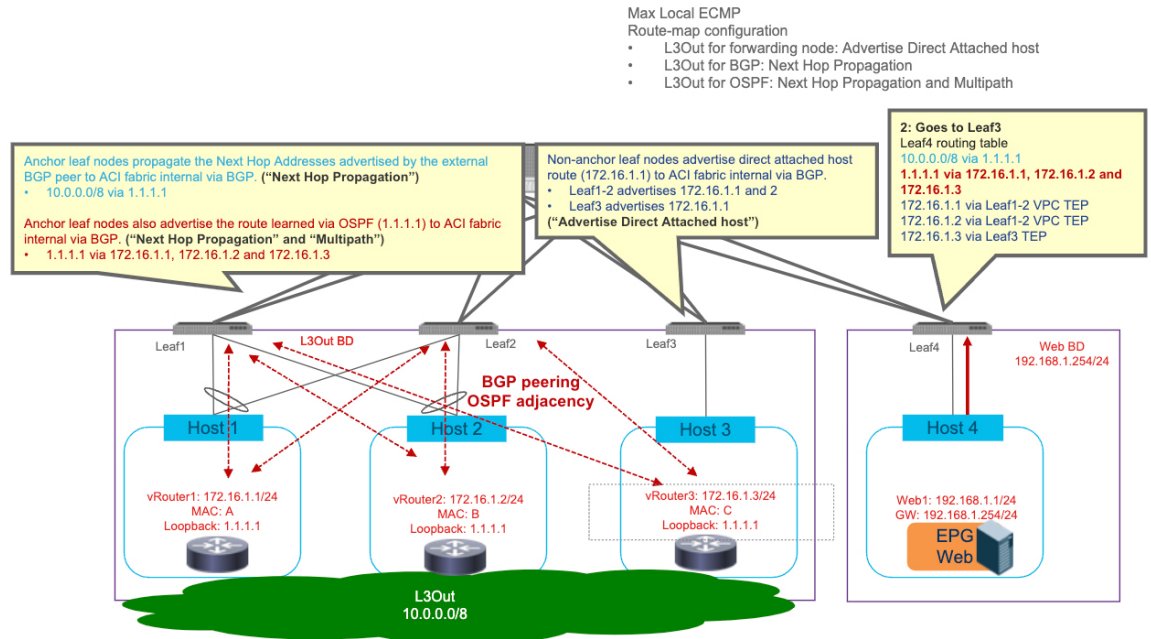 Max Local ECMP
Route-map configuration
• L3Out for forwarding node: Advertise Direct Attached host
• L3Out for BGP: Next Hop Propagation
• L3Out for OSPF: Next Hop Propagation and Multipath
Anchor leaf nodes propagate the Next Hop Addresses advertised by the external
BGP peer to ACI fabric internal via BGP. (“Next Hop Propagation”)
• 10.0.0.0/8 via 1.1.1.1
Anchor leaf nodes also advertise the route learned via OSPF (1.1.1.1) to ACI fabric
internal via BGP. (“Next Hop Propagation” and “Multipath”)
• 1.1.1.1 via 172.16.1.1, 172.16.1.2 and 172.16.1.3
Non-anchor leaf nodes advertise direct attached host
route (172.16.1.1) to ACI fabric internal via BGP.
• Leaf1-2 advertises 172.16.1.1 and 2
• Leaf3 advertises 172.16.1.1
(“Advertise Direct Attached host”)
2: Goes to Leaf3
Leaf4 routing table
10.0.0.0/8 via 1.1.1.1
1.1.1.1 via 172.16.1.1, 172.16.1.2 and
172.16.1.3
172.16.1.1 via Leaf1-2 VPC TEP
172.16.1.2 via Leaf1-2 VPC TEP
172.16.1.3 via Leaf3 TEP
Leaf1
L3Out BD
Leaf2
Leaf3
Leaf4
Web BD
192.168.1.254/24
BGP peering
OSPF adjacency
Host 1
Host 2
Host 3
Host 4
vRouter1: 172.16.1.1/24
MAC: A
Loopback: 1.1.1.1
vRouter2: 172.16.1.2/24
MAC: B
Loopback: 1.1.1.1
vRouter3: 172.16.1.3/24
MAC: C
Loopback: 1.1.1.1
Web1: 192.168.1.1/24
GW: 192.168.1.254/24
EPG
Web
L3Out
10.0.0.0/8